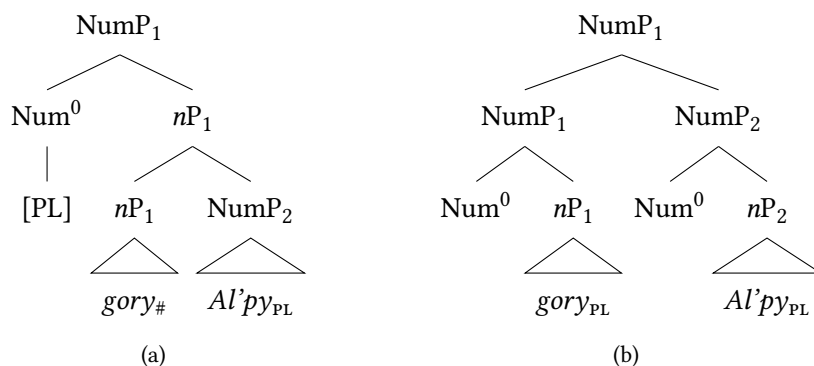 NumP₁ NumP₁
Num⁰ nP₁ NumP₁ NumP₂
[PL] nP₁ NumP₂ Num⁰ nP₁ Num⁰ nP₂
gory# Al'pyPL goryPL Al'pyPL
(a) (b)